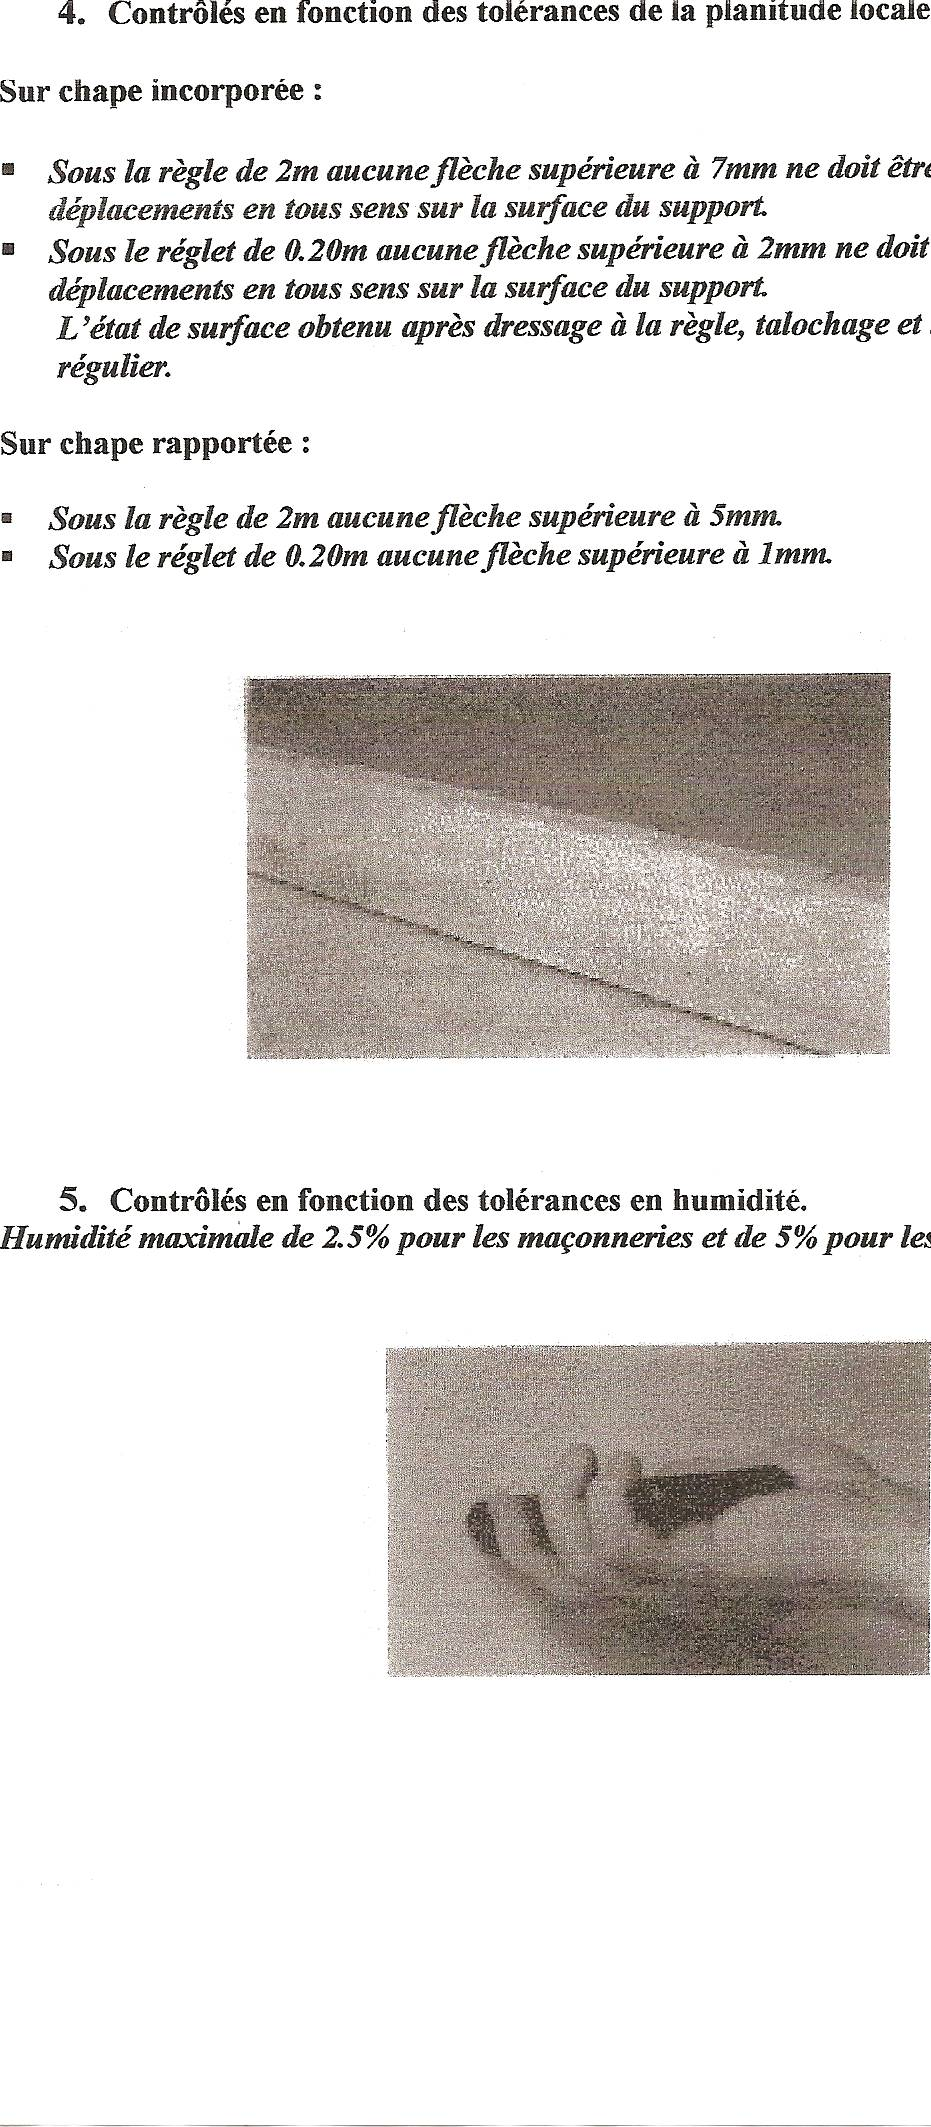 4. Contrôlés en fonction des tolérances de la planitude locale
Sur chape incorporée :
▪ Sous la règle de 2m aucune flèche supérieure à 7mm ne doit être
déplacements en tous sens sur la surface du support.
▪ Sous le réglet de 0.20m aucune flèche supérieure à 2mm ne doit
déplacements en tous sens sur la surface du support.
L'état de surface obtenu après dressage à la règle, talochage et
régulier.
Sur chape rapportée :
▪ Sous la règle de 2m aucune flèche supérieure à 5mm.
▪ Sous le réglet de 0.20m aucune flèche supérieure à 1mm.
5. Contrôlés en fonction des tolérances en humidité.
Humidité maximale de 2.5% pour les maçonneries et de 5% pour les